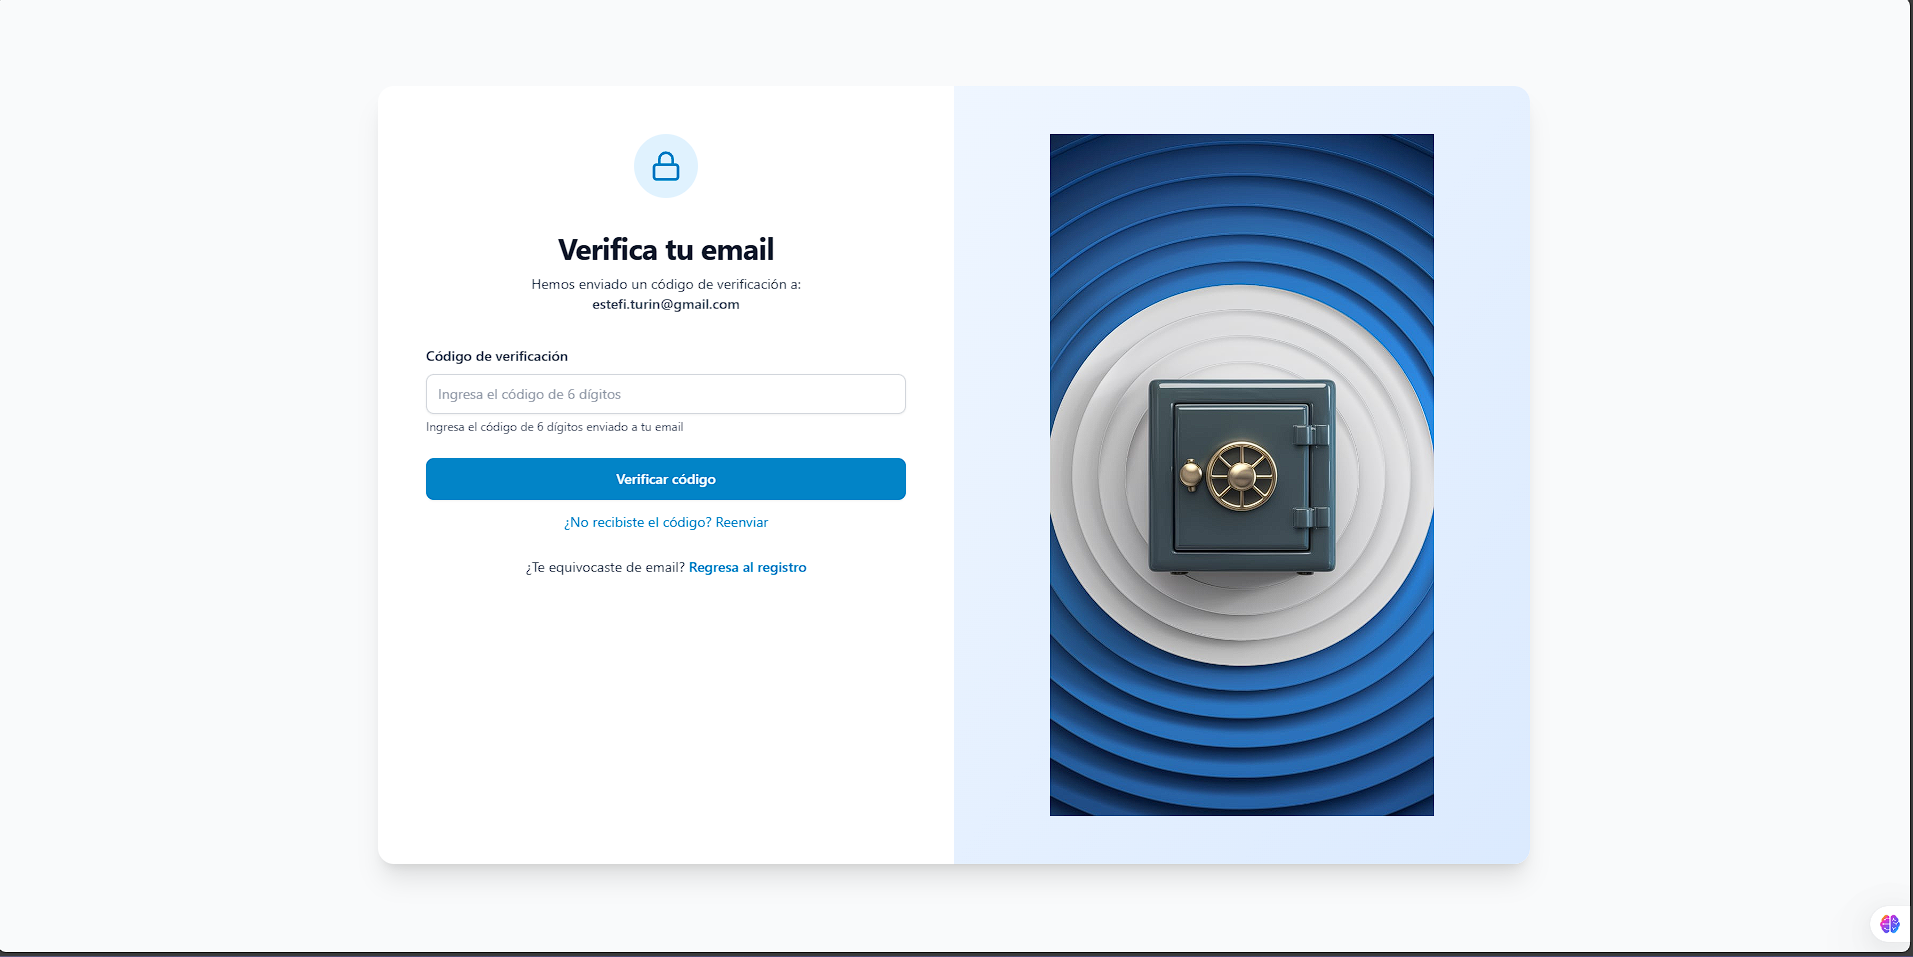 Verifica tu email
Hemos enviado un código de verificación a:
estefi.turin@gmail.com
Código de verificación
Ingresa el código de 6 dígitos
Ingresa el código de 6 dígitos enviado a tu email
Verificar código
¿No recibiste el código? Reenviar
¿Te equivocaste de email? Regresa al registro